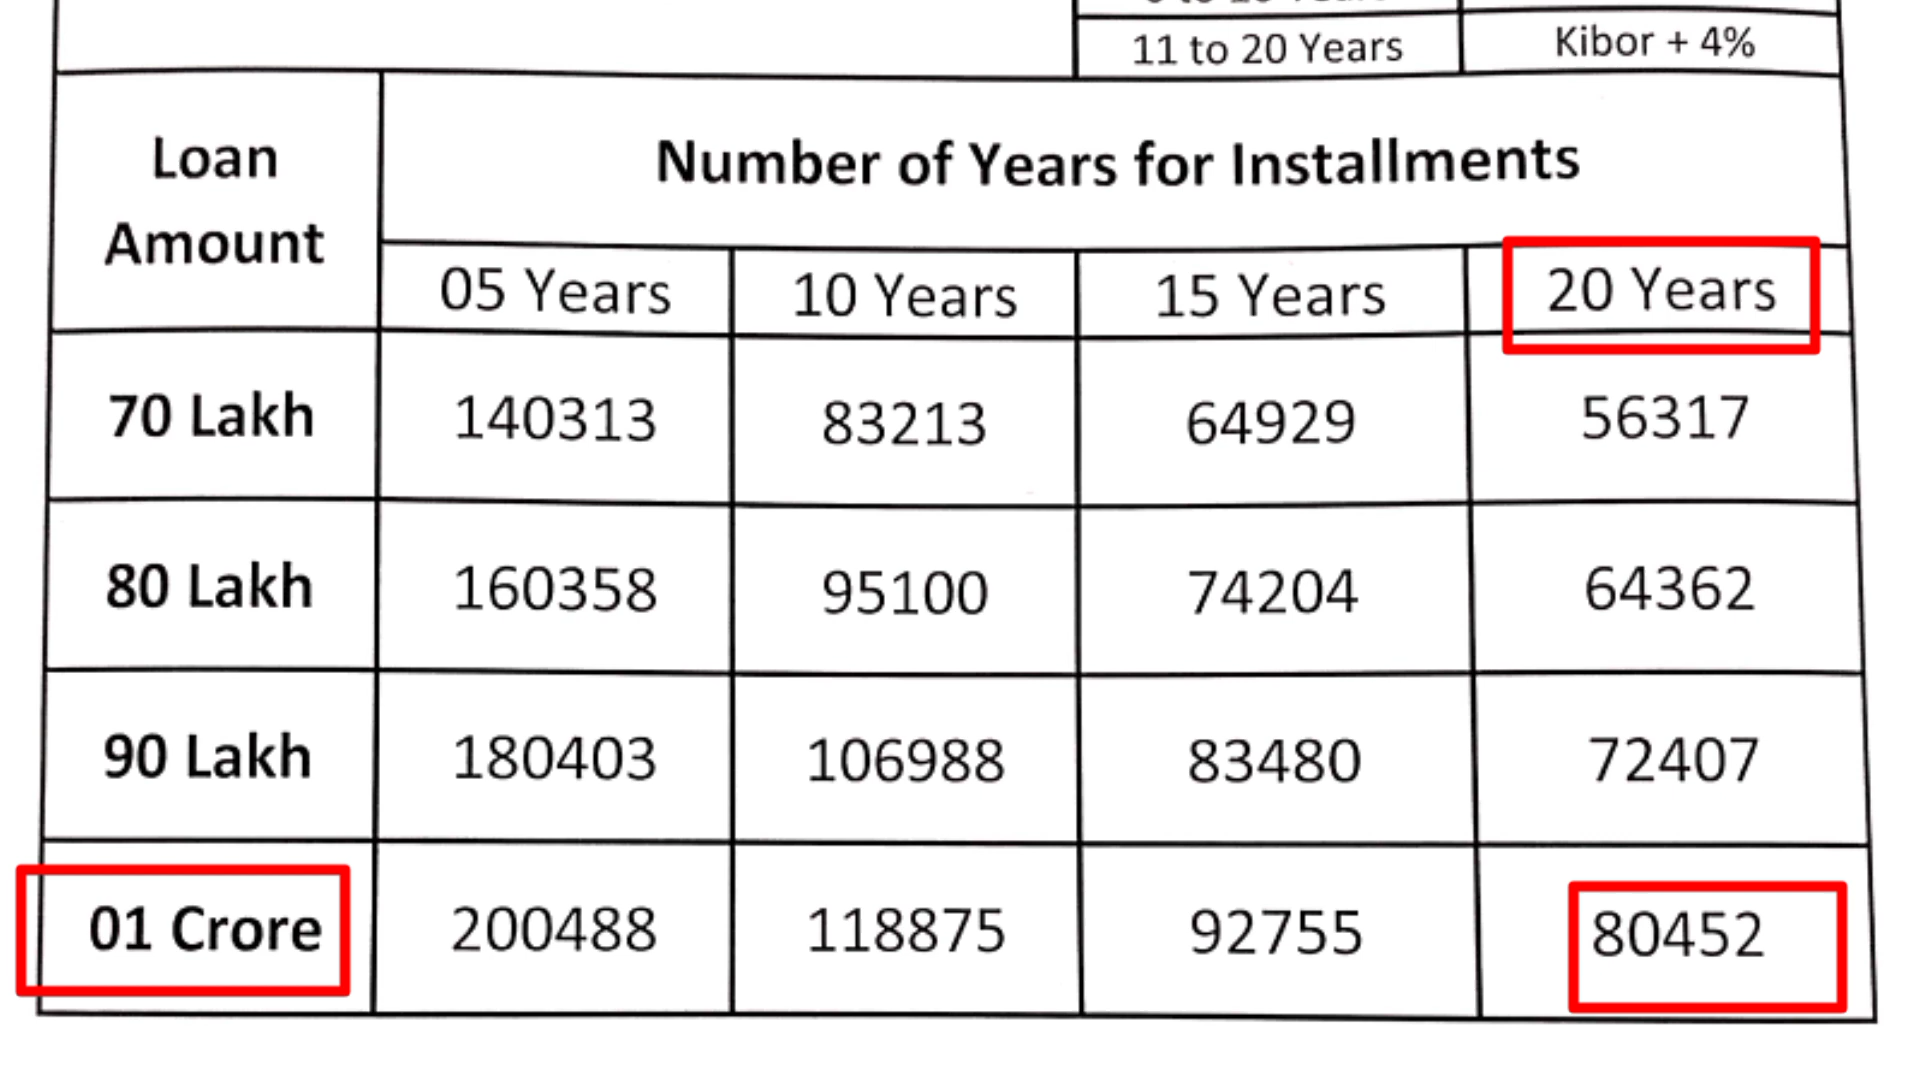 11 to 20 Years Kibor + 4%
Loan Amount Number of Years for Installments
05 Years 10 Years 15 Years 20 Years
70 Lakh 140313 83213 64929 56317
80 Lakh 160358 95100 74204 64362
90 Lakh 180403 106988 83480 72407
01 Crore 200488 118875 92755 80452